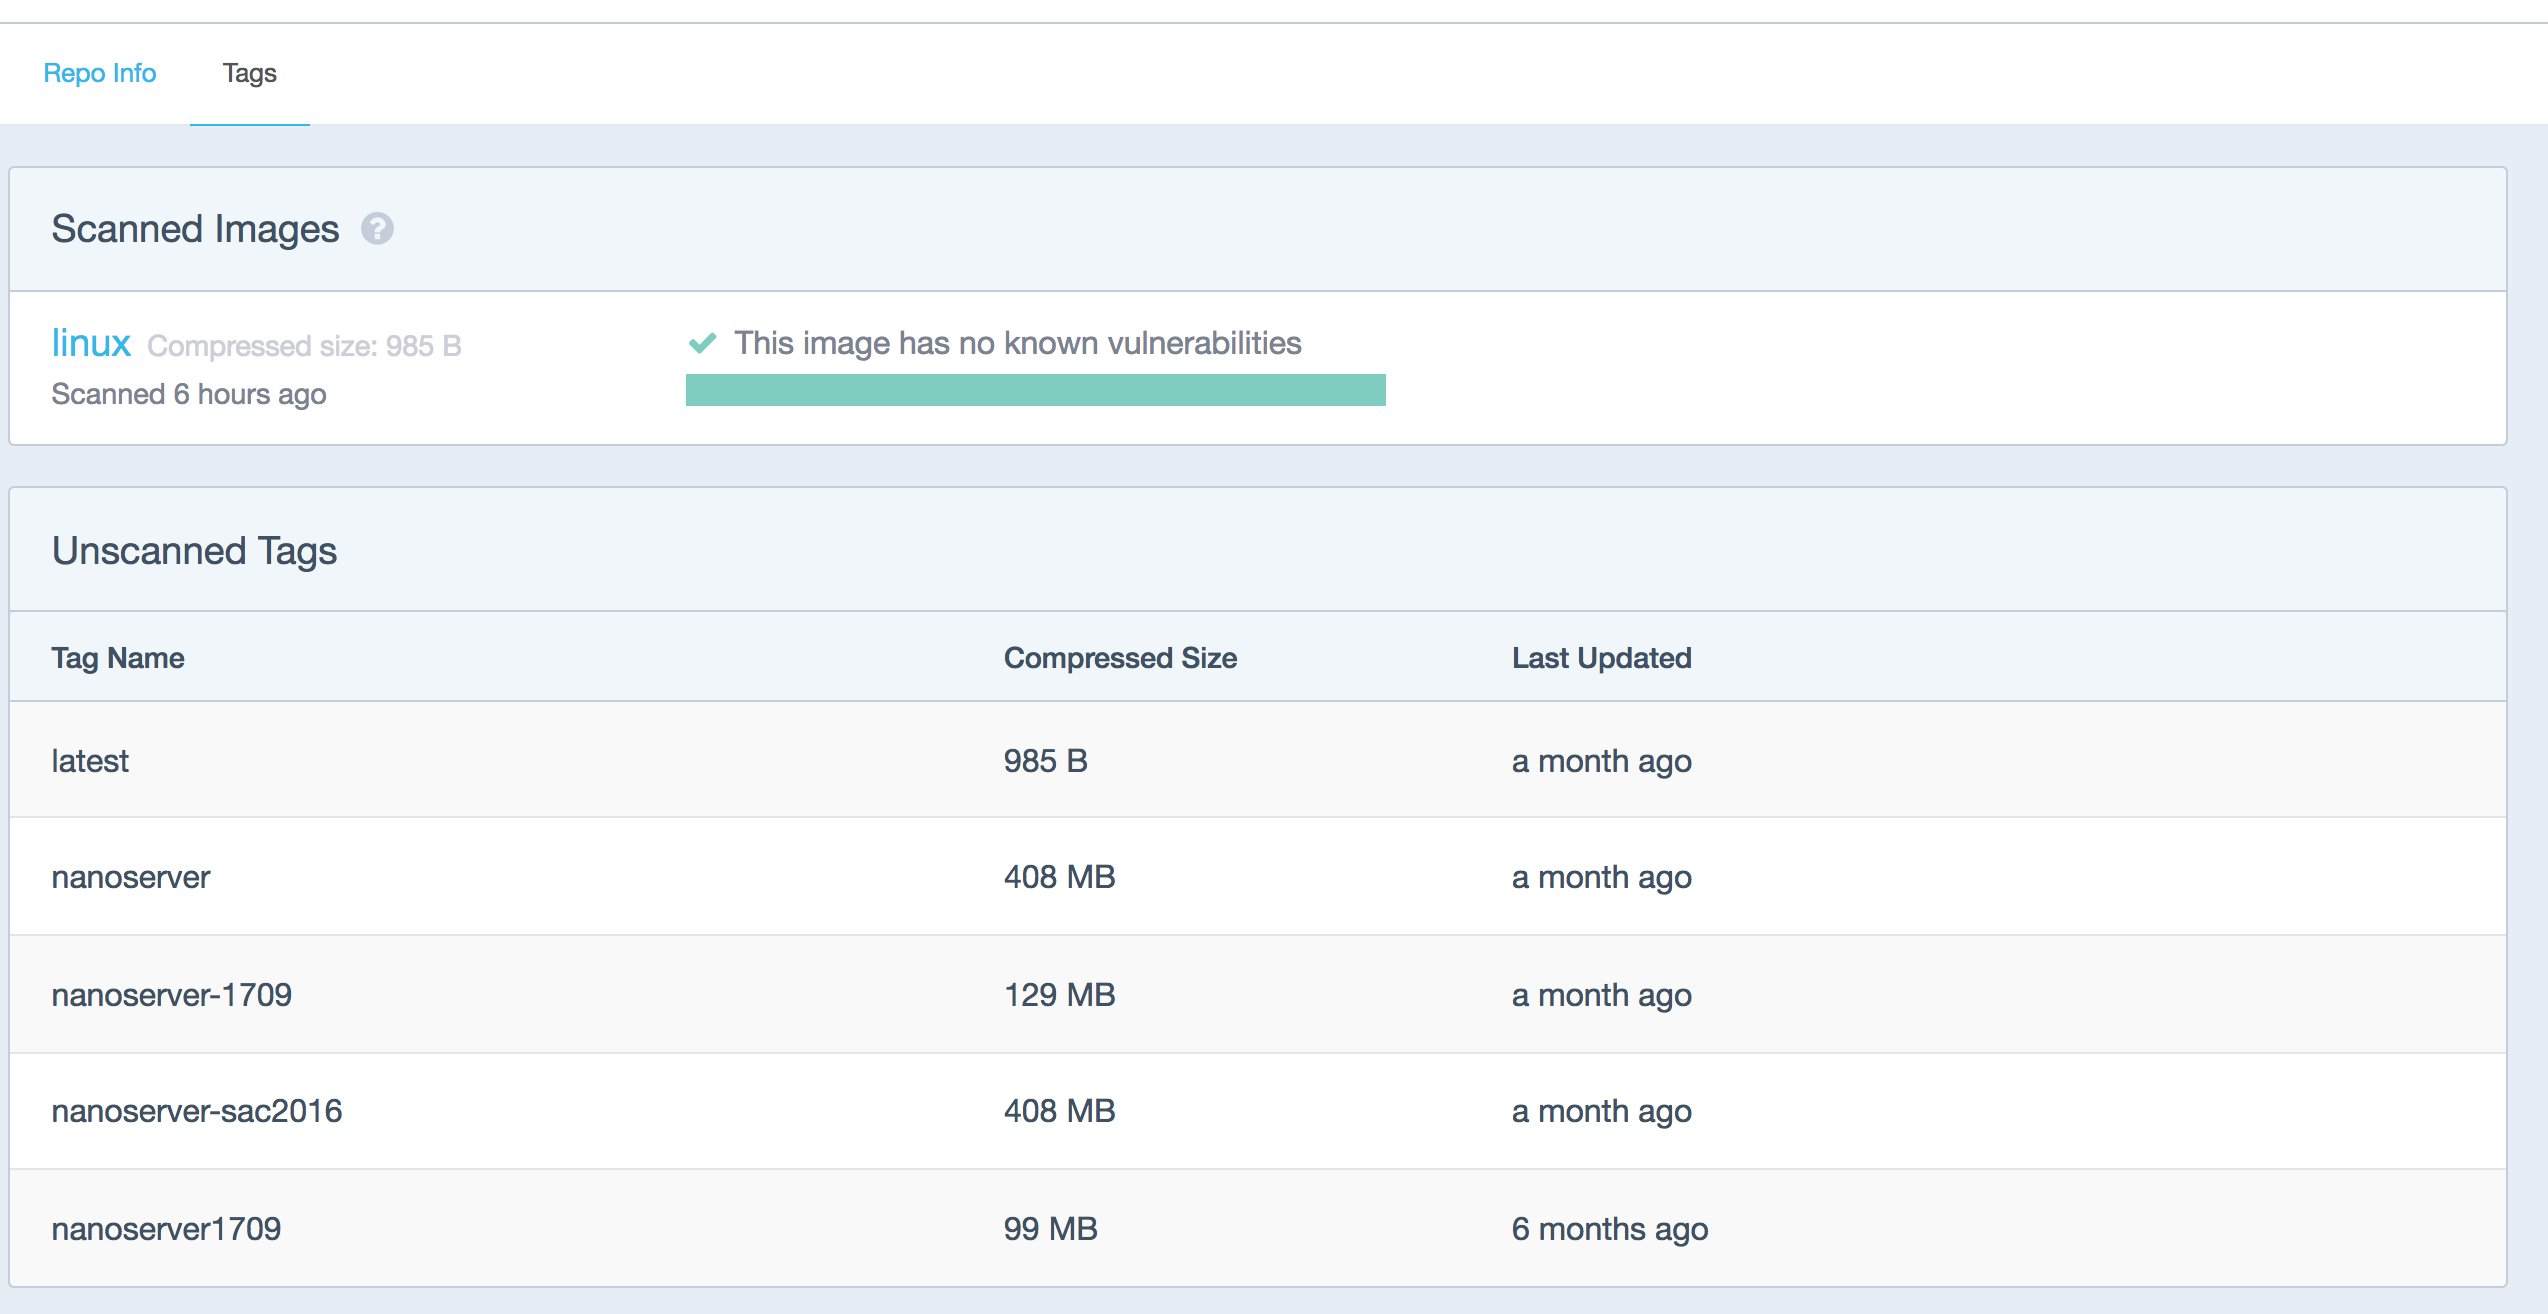 Repo Info Tags
Scanned Images ?
linux Compressed size: 985 B
Scanned 6 hours ago
This image has no known vulnerabilities
Unscanned Tags
Tag Name Compressed Size Last Updated
latest 985 B a month ago
nanoserver 408 MB a month ago
nanoserver-1709 129 MB a month ago
nanoserver-sac2016 408 MB a month ago
nanoserver1709 99 MB 6 months ago